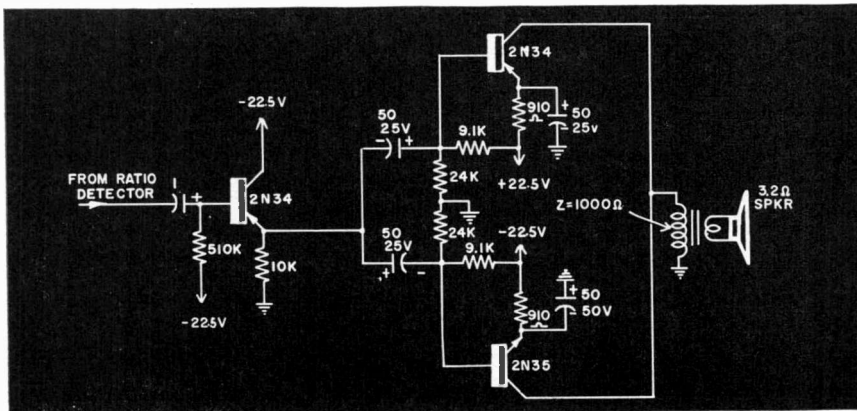 2N34
-22.5V
50
25V
- +
910
Ω
+
50
-25v
9.1K
FROM RATIO
DETECTOR
1
+
2N34
24K
+22.5V
Z=1000Ω
3.2Ω
SPKR
510K
10K
50
25V
+ -
24K
9.1K
-22.5V
-22.5V
910
Ω
+
50
-50V
2N35